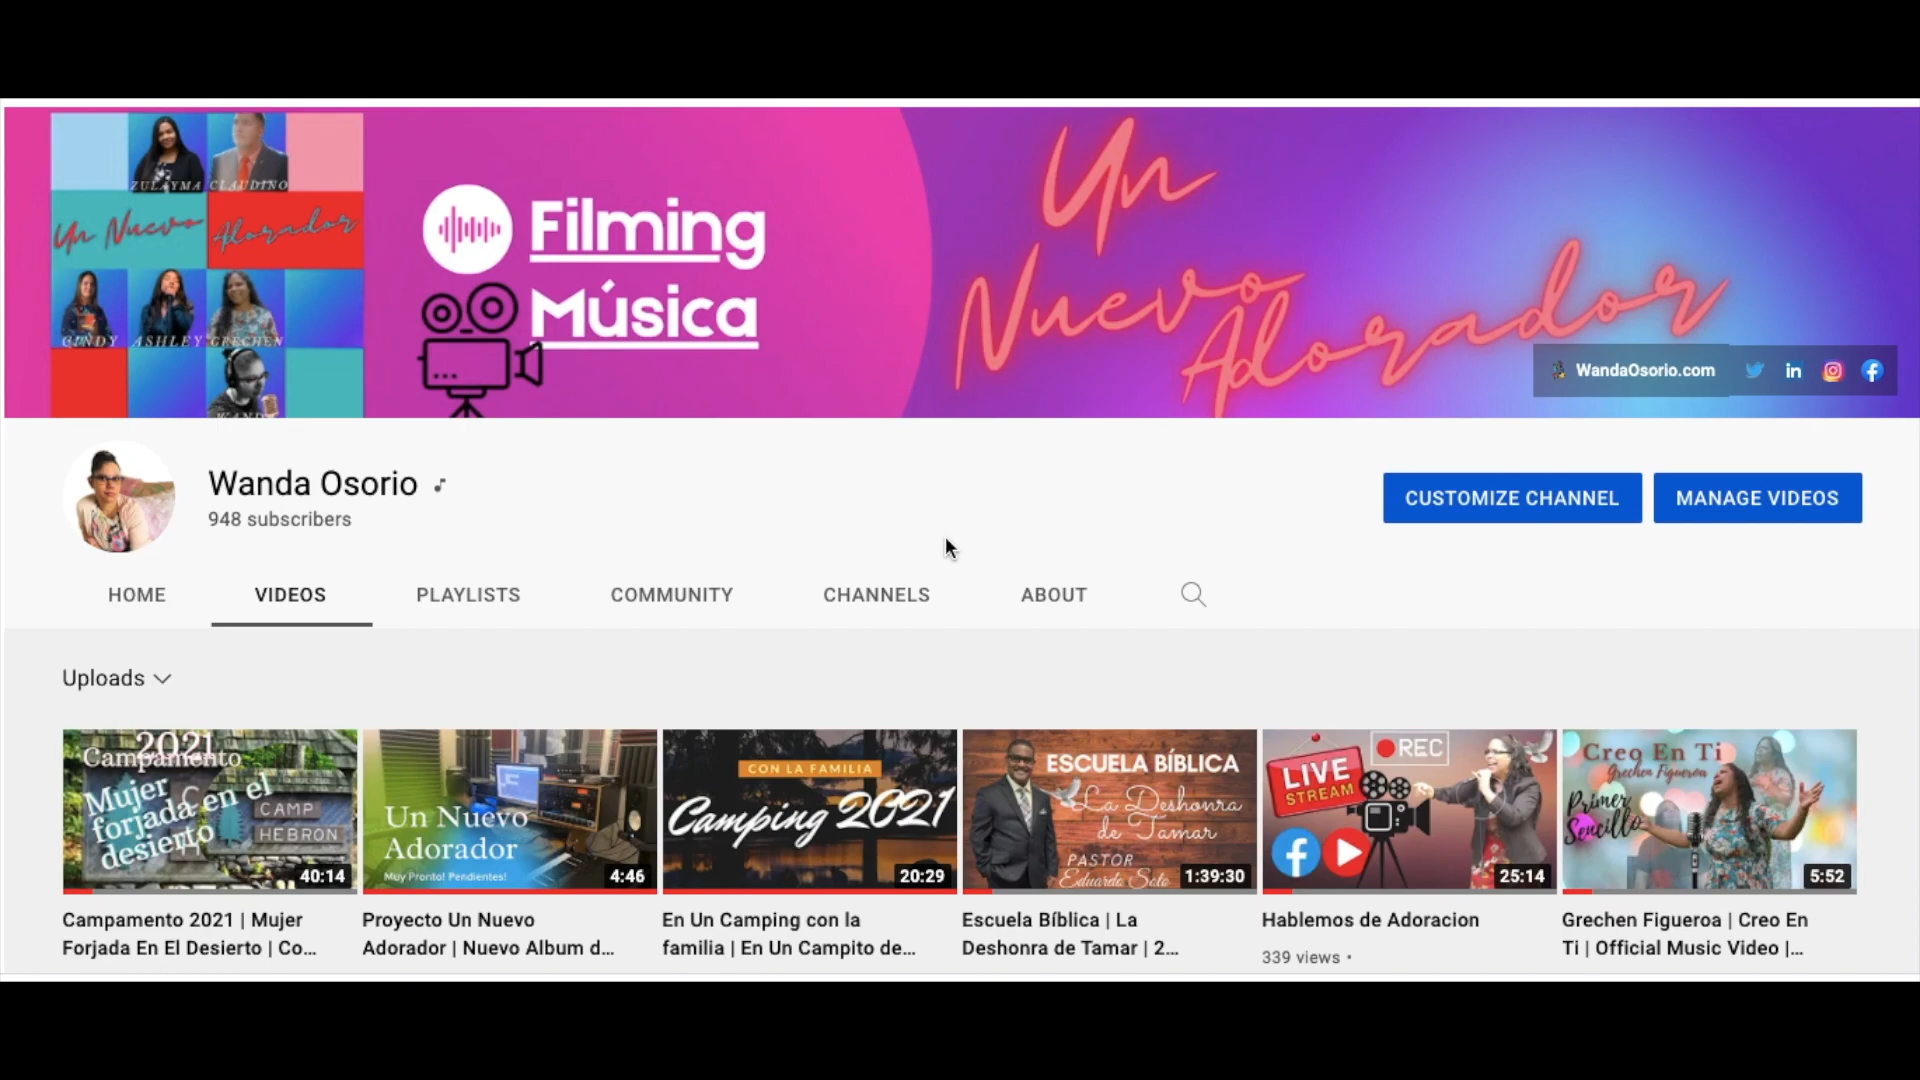 ZULAYMA CLAUDINO
Un Nuevo Adorador
CINDY ASHLEY GRECHEN
Filming
Música
Un
Nuevo
Adorador
WandaOsorio.com
Wanda Osorio
948 subscribers
CUSTOMIZE CHANNEL
MANAGE VIDEOS
HOME
VIDEOS
PLAYLISTS
COMMUNITY
CHANNELS
ABOUT
Uploads
2021
Campamento
Mujer
forjada en el
desierto
CAMP
HEBRON
40:14
Un Nuevo
Adorador
Muy Pronto! Pendientes!
4:46
CON LA FAMILIA
Camping 2021
20:29
ESCUELA BÍBLICA
La Deshonra
de Tamar
PASTOR
Eduardo Soto
1:39:30
LIVE
STREAM
REC
25:14
Creo En Ti
Grechen Figueroa
Primer
Sencillo
5:52
Campamento 2021 | Mujer
Forjada En El Desierto | Co...
Proyecto Un Nuevo
Adorador | Nuevo Album d...
En Un Camping con la
familia | En Un Campito de...
Escuela Bíblica | La
Deshonra de Tamar | 2...
Hablemos de Adoracion
339 views •
Grechen Figueroa | Creo En
Ti | Official Music Video |...